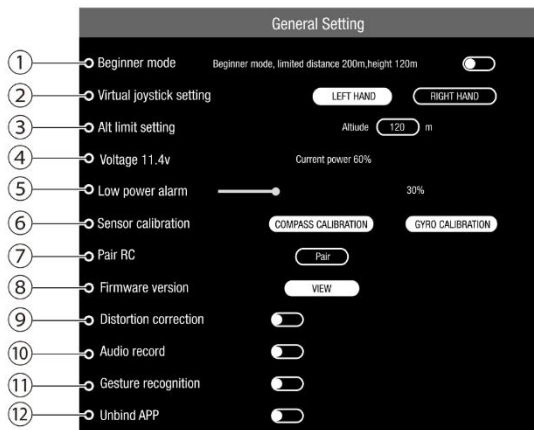 General Setting
1 Beginner mode Beginner mode, limited distance 200m,height 120m
2 Virtual joystick setting LEFT HAND RIGHT HAND
3 Alt limit setting Altiude 120 m
4 Voltage 11.4v Current power 60%
5 Low power alarm 30%
6 Sensor calibration COMPASS CALIBRATION GYRO CALIBRATION
7 Pair RC Pair
8 Firmware version VIEW
9 Distortion correction
10 Audio record
11 Gesture recognition
12 Unbind APP